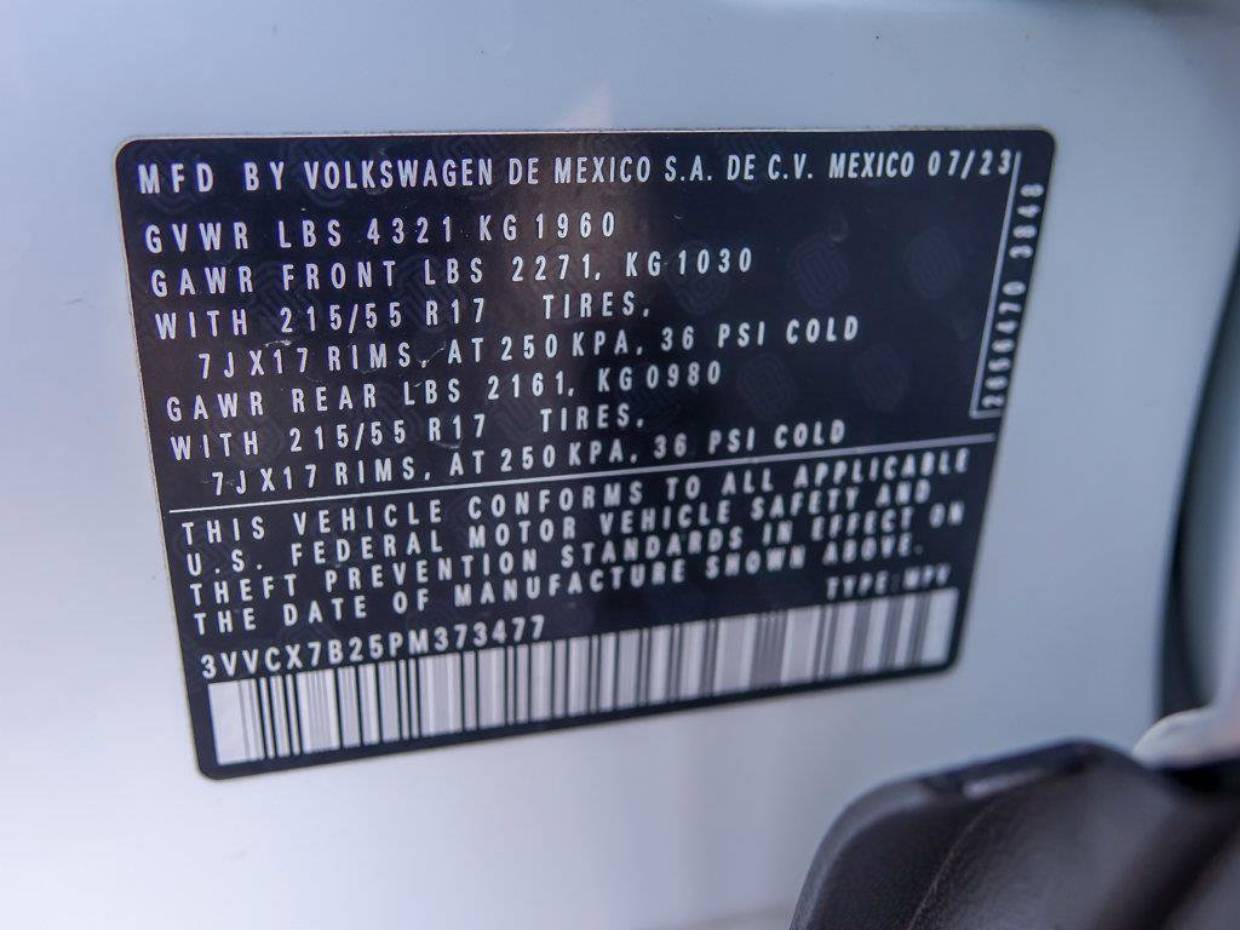 MFD BY VOLKSWAGEN DE MEXICO S.A. DE C.V. MEXICO 07/23
GVWR LBS 4321 KG 1960
GAWR FRONT LBS 2271, KG 1030
WITH 215/55 R17 TIRES,
7JX17 RIMS, AT 250 KPA, 36 PSI COLD
GAWR REAR LBS 2161, KG 0980
WITH 215/55 R17 TIRES,
7JX17 RIMS, AT 250 KPA, 36 PSI COLD
THIS VEHICLE CONFORMS TO ALL APPLICABLE
U.S. FEDERAL MOTOR VEHICLE SAFETY AND
THEFT PREVENTION STANDARDS IN EFFECT ON
THE DATE OF MANUFACTURE SHOWN ABOVE.
TYPE: MPV
3VVCX7B25PM373477